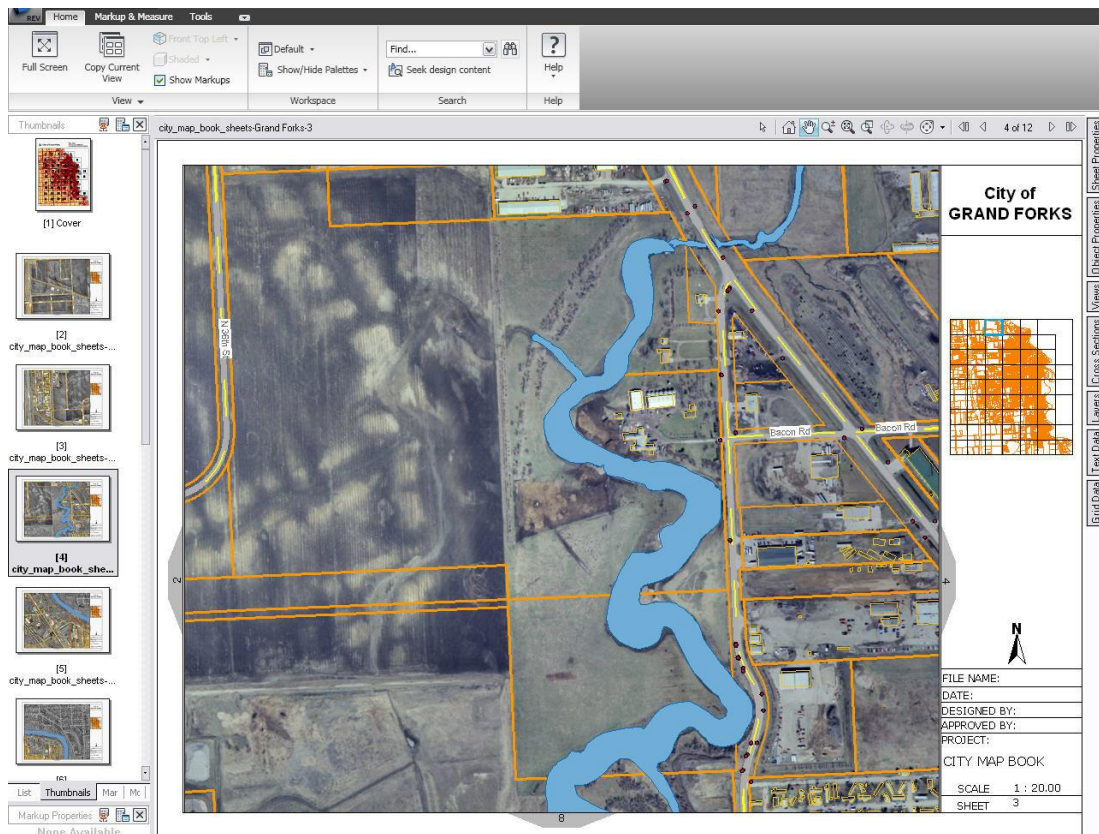 REV
Home Markup & Measure Tools
Full Screen
Copy Current
View
Front Top Left
Shaded
Show Markups
View
Default
Show/Hide Palettes
Workspace
Find...
Seek design content
Search
?
Help
Help
Thumbnails
city_map_book_sheets-Grand Forks-3
4 of 12
[1] Cover
[2]
city_map_book_sheets-...
[3]
city_map_book_sheets-...
[4]
city_map_book_she...
[5]
city_map_book_sheets-...
[6]
List Thumbnails Mar Mc
Markup Properties
None Available
N 36th St
Bacon Rd
Bacon Rd
2
4
8
City of
GRAND FORKS
N
FILE NAME:
DATE:
DESIGNED BY:
APPROVED BY:
PROJECT:
CITY MAP BOOK
SCALE 1 : 20.00
SHEET 3
Sheet Properties
Object Properties
Views
Cross Sections
Layers
Text Data
Grid Data